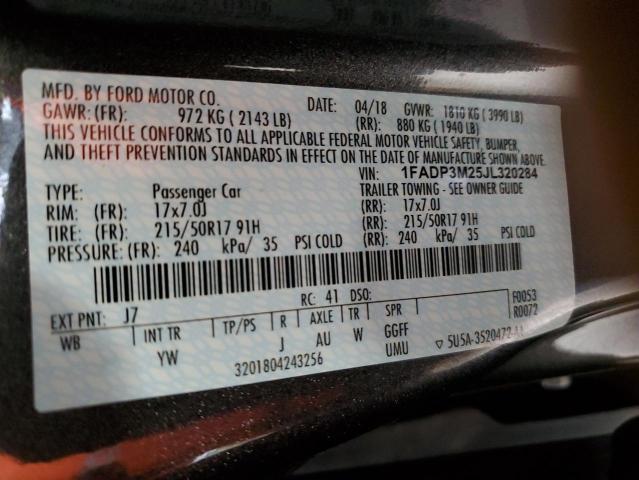 MFD. BY FORD MOTOR CO. DATE: 04/18 GVWR: 1810 KG ( 3990 LB)
GAWR: (FR): 972 KG ( 2143 LB) (RR): 880 KG ( 1940 LB)
THIS VEHICLE CONFORMS TO ALL APPLICABLE FEDERAL MOTOR VEHICLE SAFETY, BUMPER,
AND THEFT PREVENTION STANDARDS IN EFFECT ON THE DATE OF MANUFACTURE SHOWN ABOVE.
VIN: 1FADP3M25JL320284
TYPE: Passenger Car TRAILER TOWING - SEE OWNER GUIDE
RIM: (FR): 17x7.0J (RR): 17x7.0J
TIRE: (FR): 215/50R17 91H (RR): 215/50R17 91H
PRESSURE: (FR): 240 kPa/ 35 PSI COLD (RR): 240 kPa/ 35 PSI COLD
EXT PNT: J7 RC: 41 DSO: F0053
WB INT TR TP/PS R AXLE TR SPR R0072
YW J AU W GGFF
3201804243256 UMU ▽ 5U5A-3520472-AA